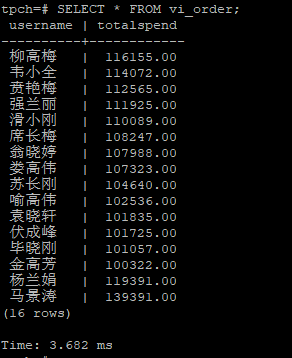 tpch=# SELECT * FROM vi_order;
username | totalspend
----------+------------
柳高梅 | 116155.00
韦小全 | 114072.00
贲艳梅 | 112565.00
强兰丽 | 111925.00
滑小刚 | 110089.00
席长梅 | 108247.00
翁晓婷 | 107988.00
娄高伟 | 107323.00
苏长刚 | 104640.00
喻高伟 | 102536.00
袁晓轩 | 101835.00
伏成峰 | 101725.00
毕晓刚 | 101057.00
金高芳 | 100322.00
杨兰娟 | 119391.00
马景涛 | 139391.00
(16 rows)
Time: 3.682 ms